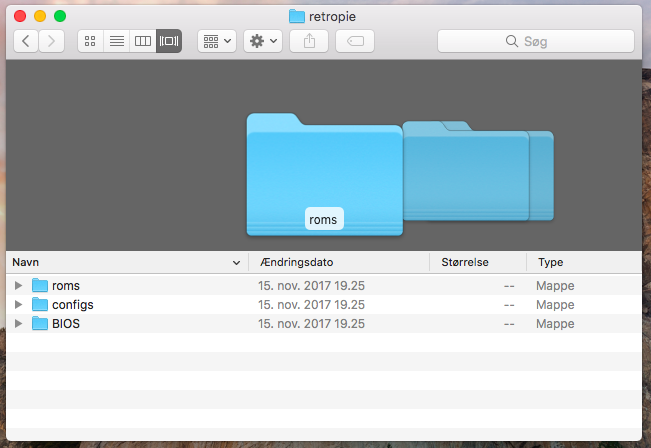 retropie
Søg
roms
Navn Ændringsdato Størrelse Type
roms 15. nov. 2017 19.25 -- Mappe
configs 15. nov. 2017 19.25 -- Mappe
BIOS 15. nov. 2017 19.25 -- Mappe